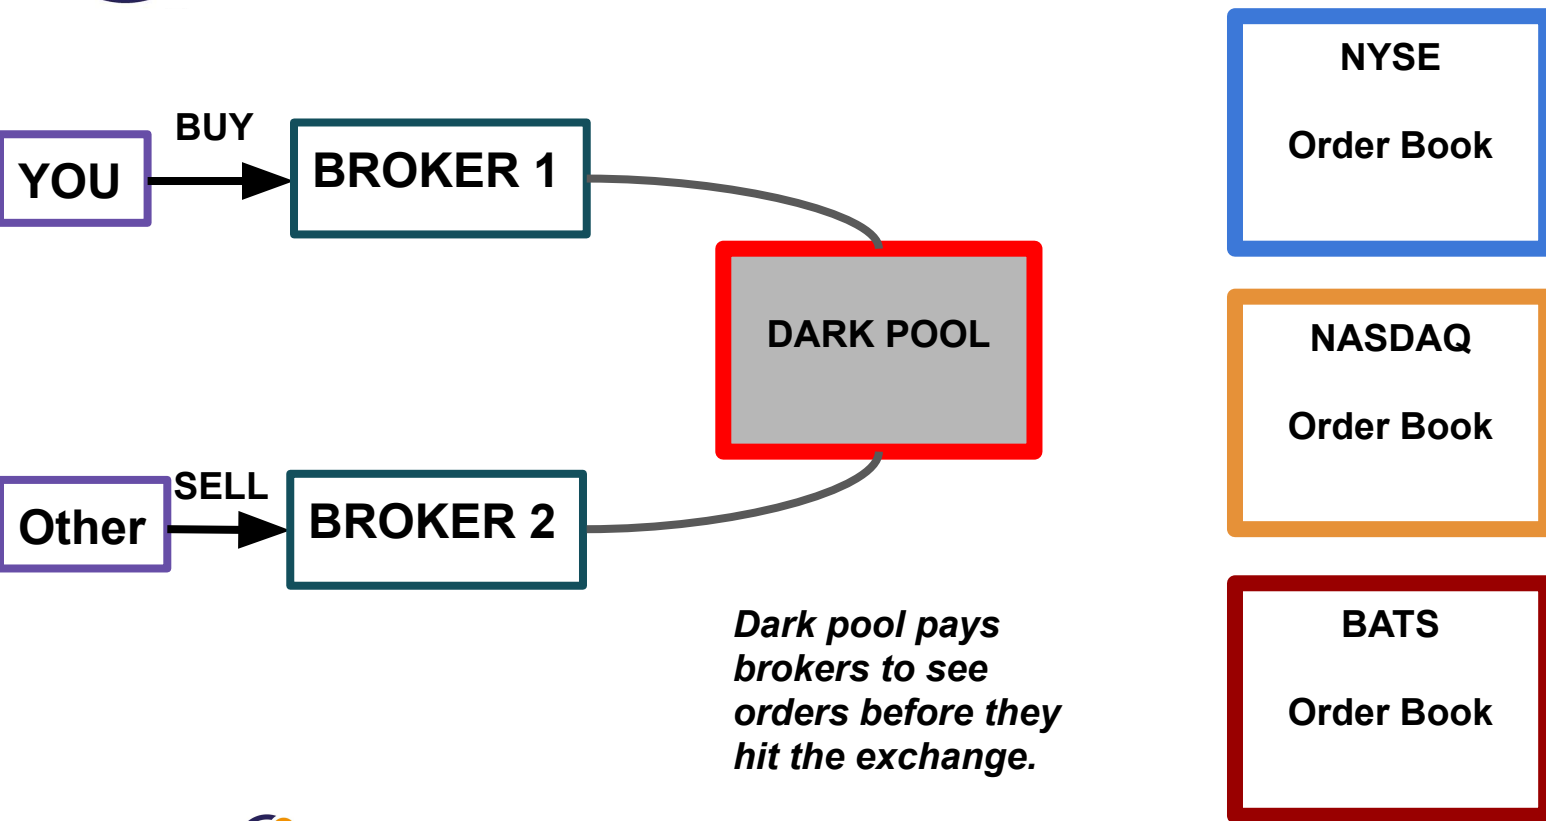 NYSE
Order Book
BUY
YOU
BROKER 1
DARK POOL
NASDAQ
Order Book
SELL
Other
BROKER 2
Dark pool pays
brokers to see
orders before they
hit the exchange.
BATS
Order Book